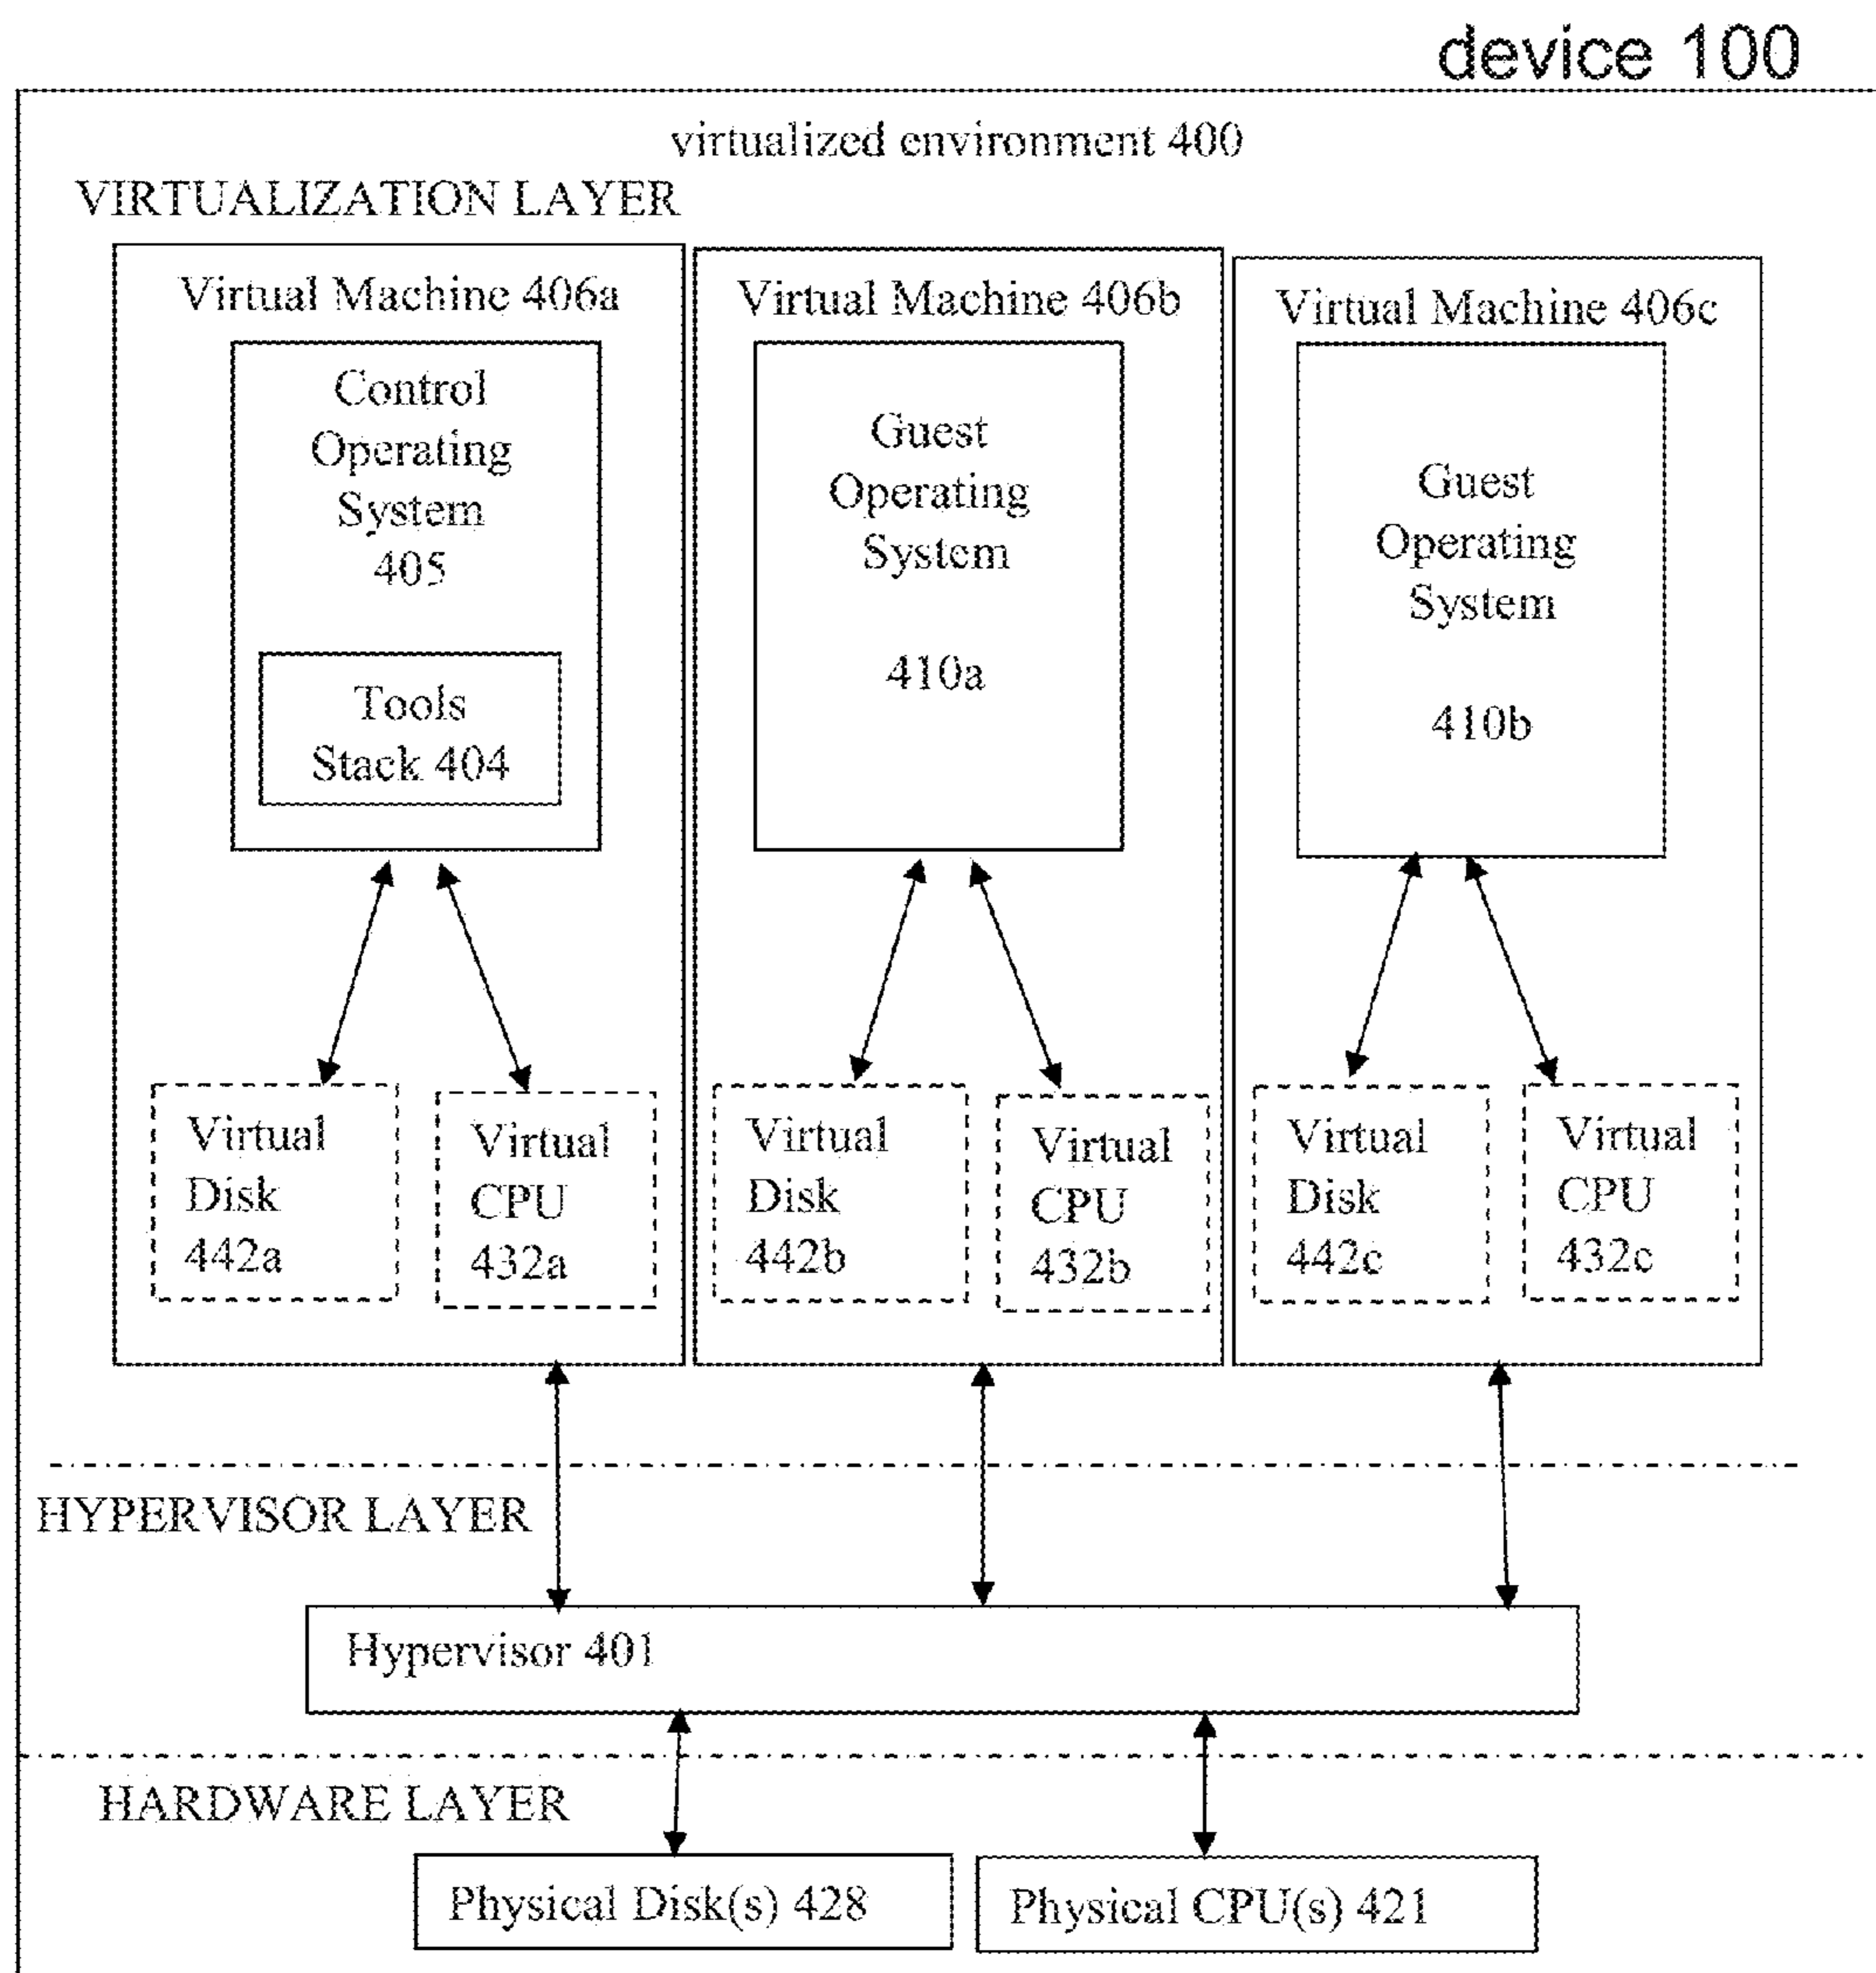 device 100
virtualized environment 400
VIRTUALIZATION LAYER
Virtual Machine 406a
Control
Operating
System
405
Tools
Stack 404
Virtual
Disk
442a
Virtual
CPU
432a
Virtual Machine 406b
Guest
Operating
System
410a
Virtual
Disk
442b
Virtual
CPU
432b
Virtual Machine 406c
Guest
Operating
System
410b
Virtual
Disk
442c
Virtual
CPU
432c
HYPERVISOR LAYER
Hypervisor 401
HARDWARE LAYER
Physical Disk(s) 428
Physical CPU(s) 421